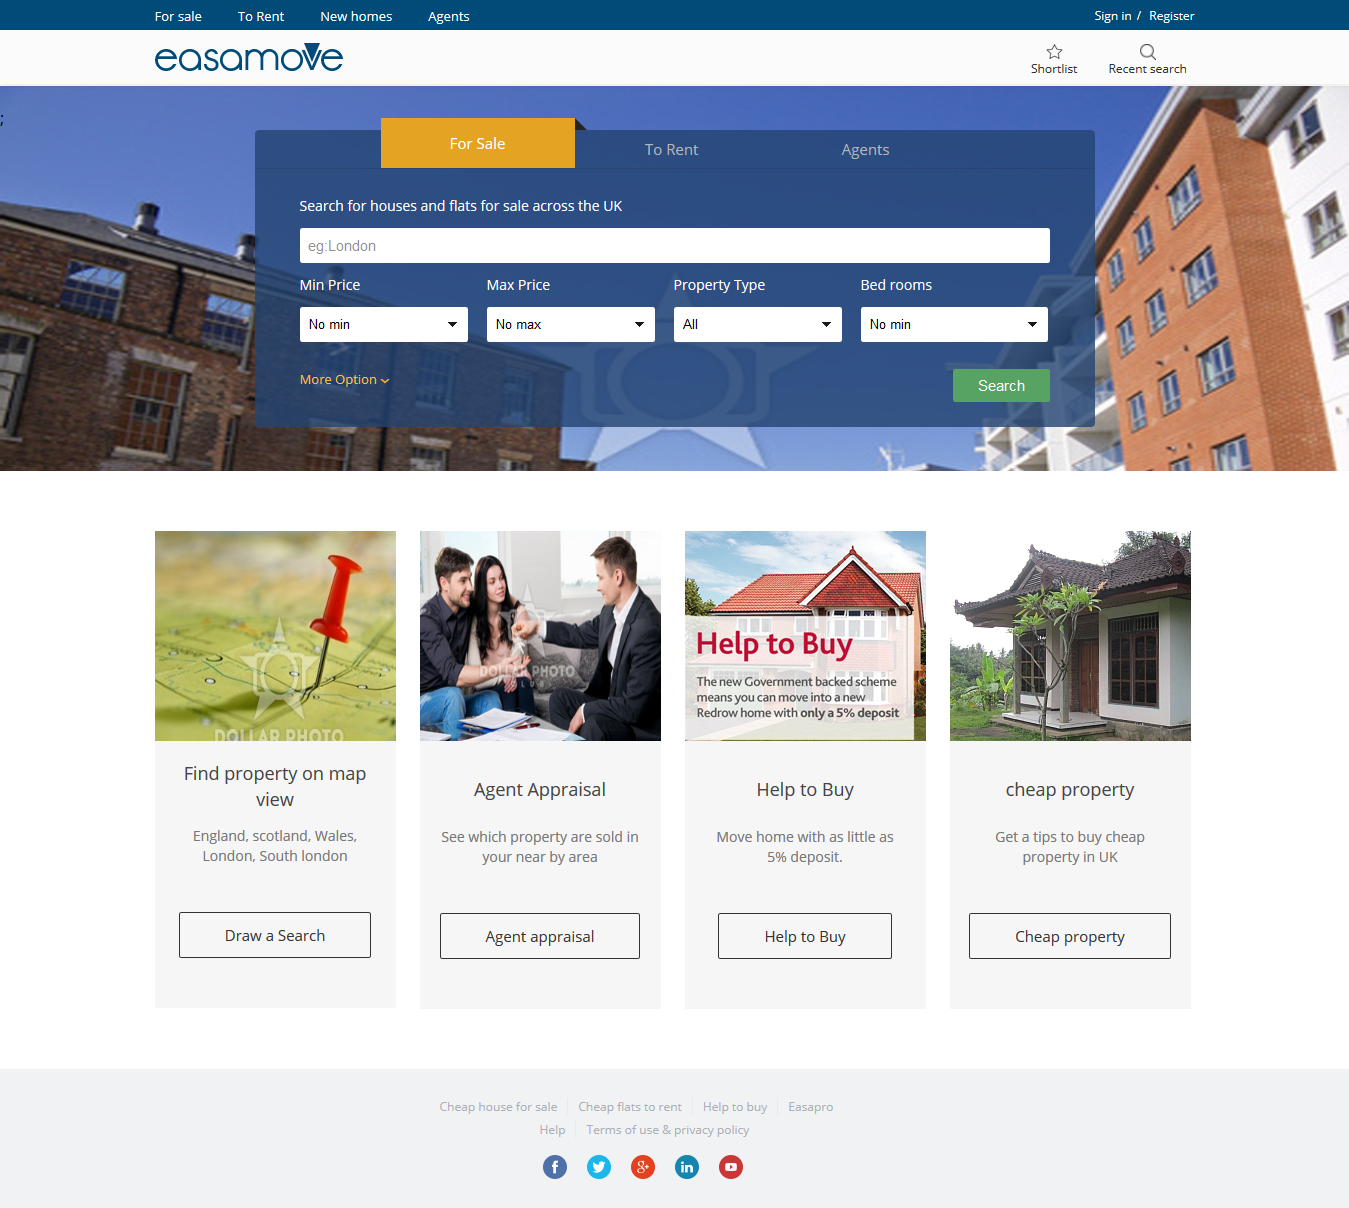 For sale To Rent New homes Agents Sign in / Register
easamove
Shortlist Recent search
;
For Sale To Rent Agents
Search for houses and flats for sale across the UK
eg:London
Min Price Max Price Property Type Bed rooms
No min No max All No min
More Option Search
DOLLAR PHOTO
DOLLAR PHOTO
CLUB
Help to Buy
The new Government backed scheme
means you can move into a new
Redrow home with only a 5% deposit
Find property on map
view
England, scotland, Wales,
London, South london
Draw a Search
Agent Appraisal
See which property are sold in
your near by area
Agent appraisal
Help to Buy
Move home with as little as
5% deposit.
Help to Buy
cheap property
Get a tips to buy cheap
property in UK
Cheap property
Cheap house for sale Cheap flats to rent Help to buy Easapro
Help Terms of use & privacy policy